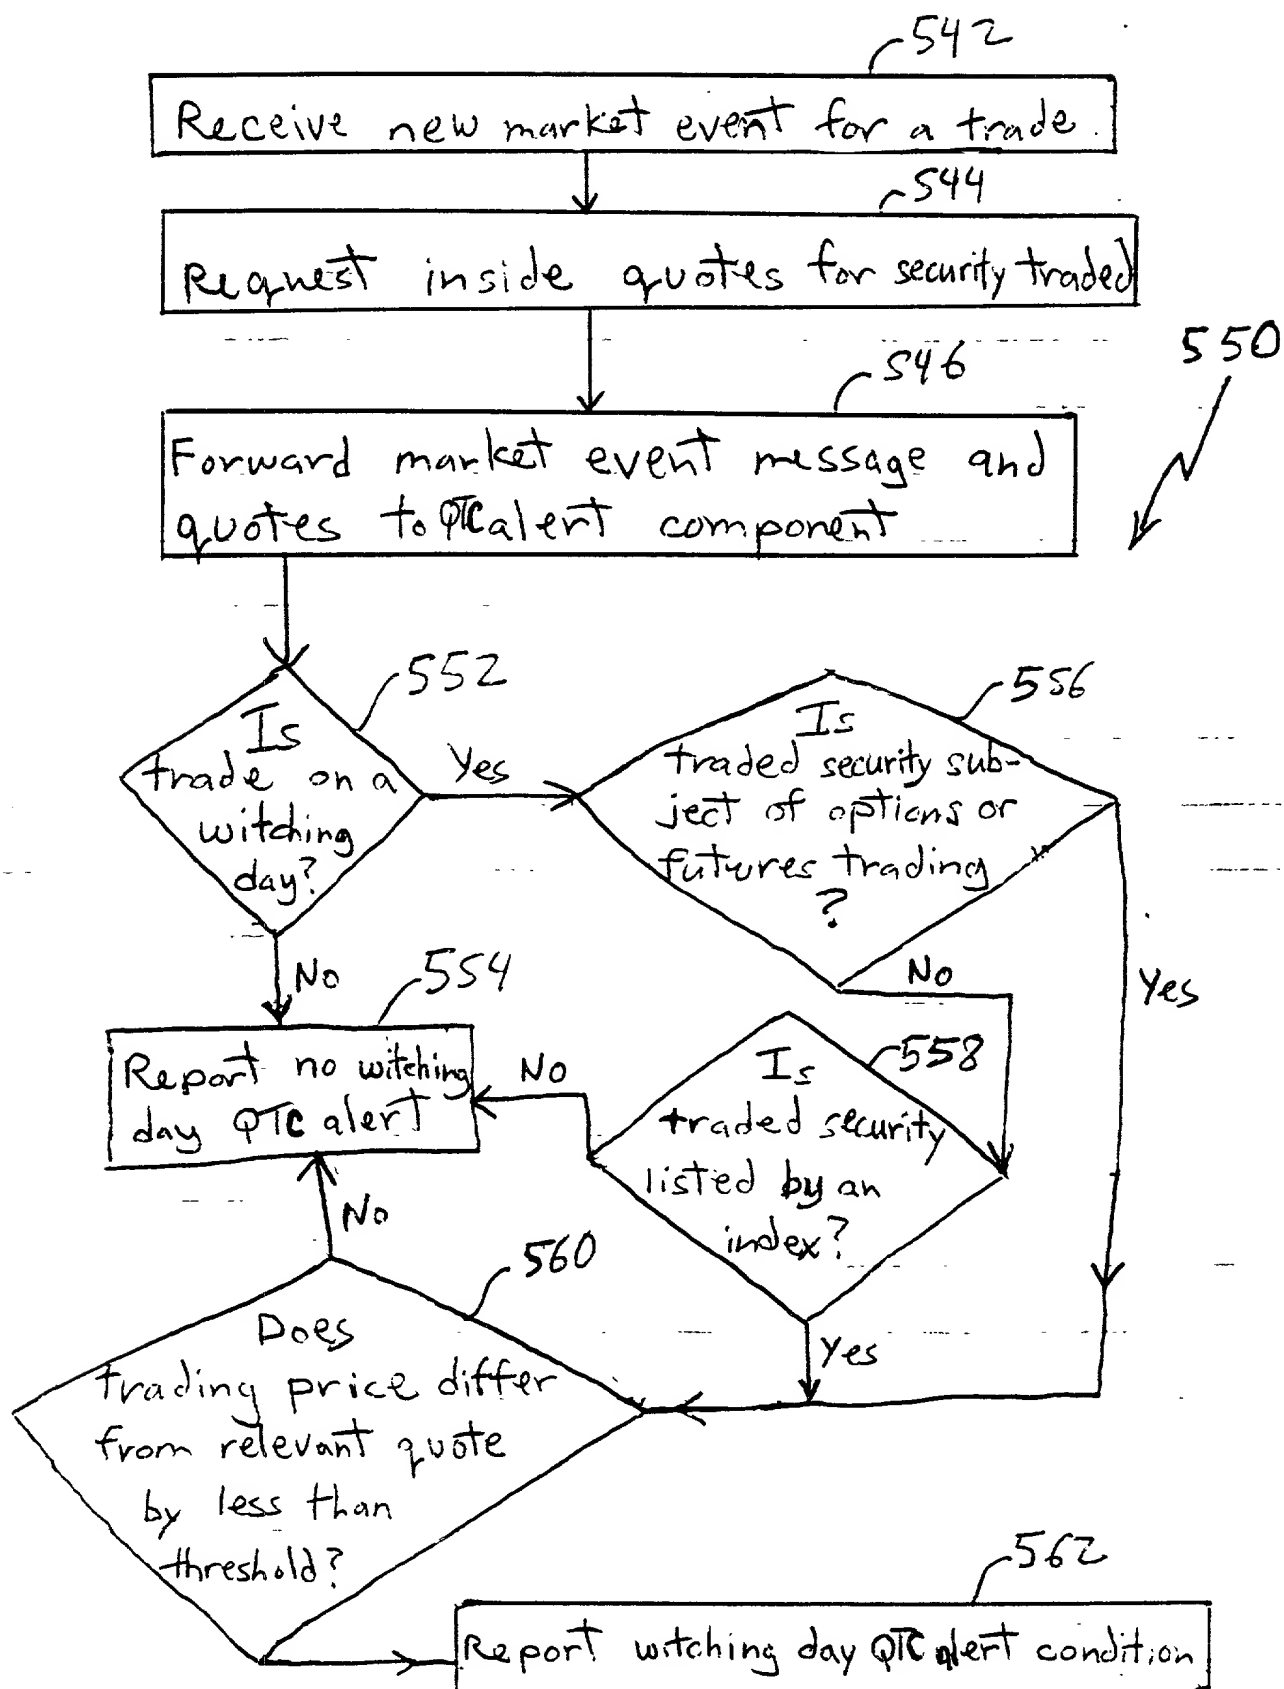 542
Receive new market event for a trade.
544
Request inside quotes for security traded
550
546
Forward market event message and
quotes to QTC alert component
552
Is
trade on a
witching
day?
Yes
556
Is
traded security sub-
ject of options or
futures trading
?
No
No
Yes
554
Report no witching
day QTC alert
No
558
Is
traded security
listed by an
index?
No
Yes
560
Does
trading price differ
from relevant quote
by less than
threshold?
562
Report witching day QTC alert condition